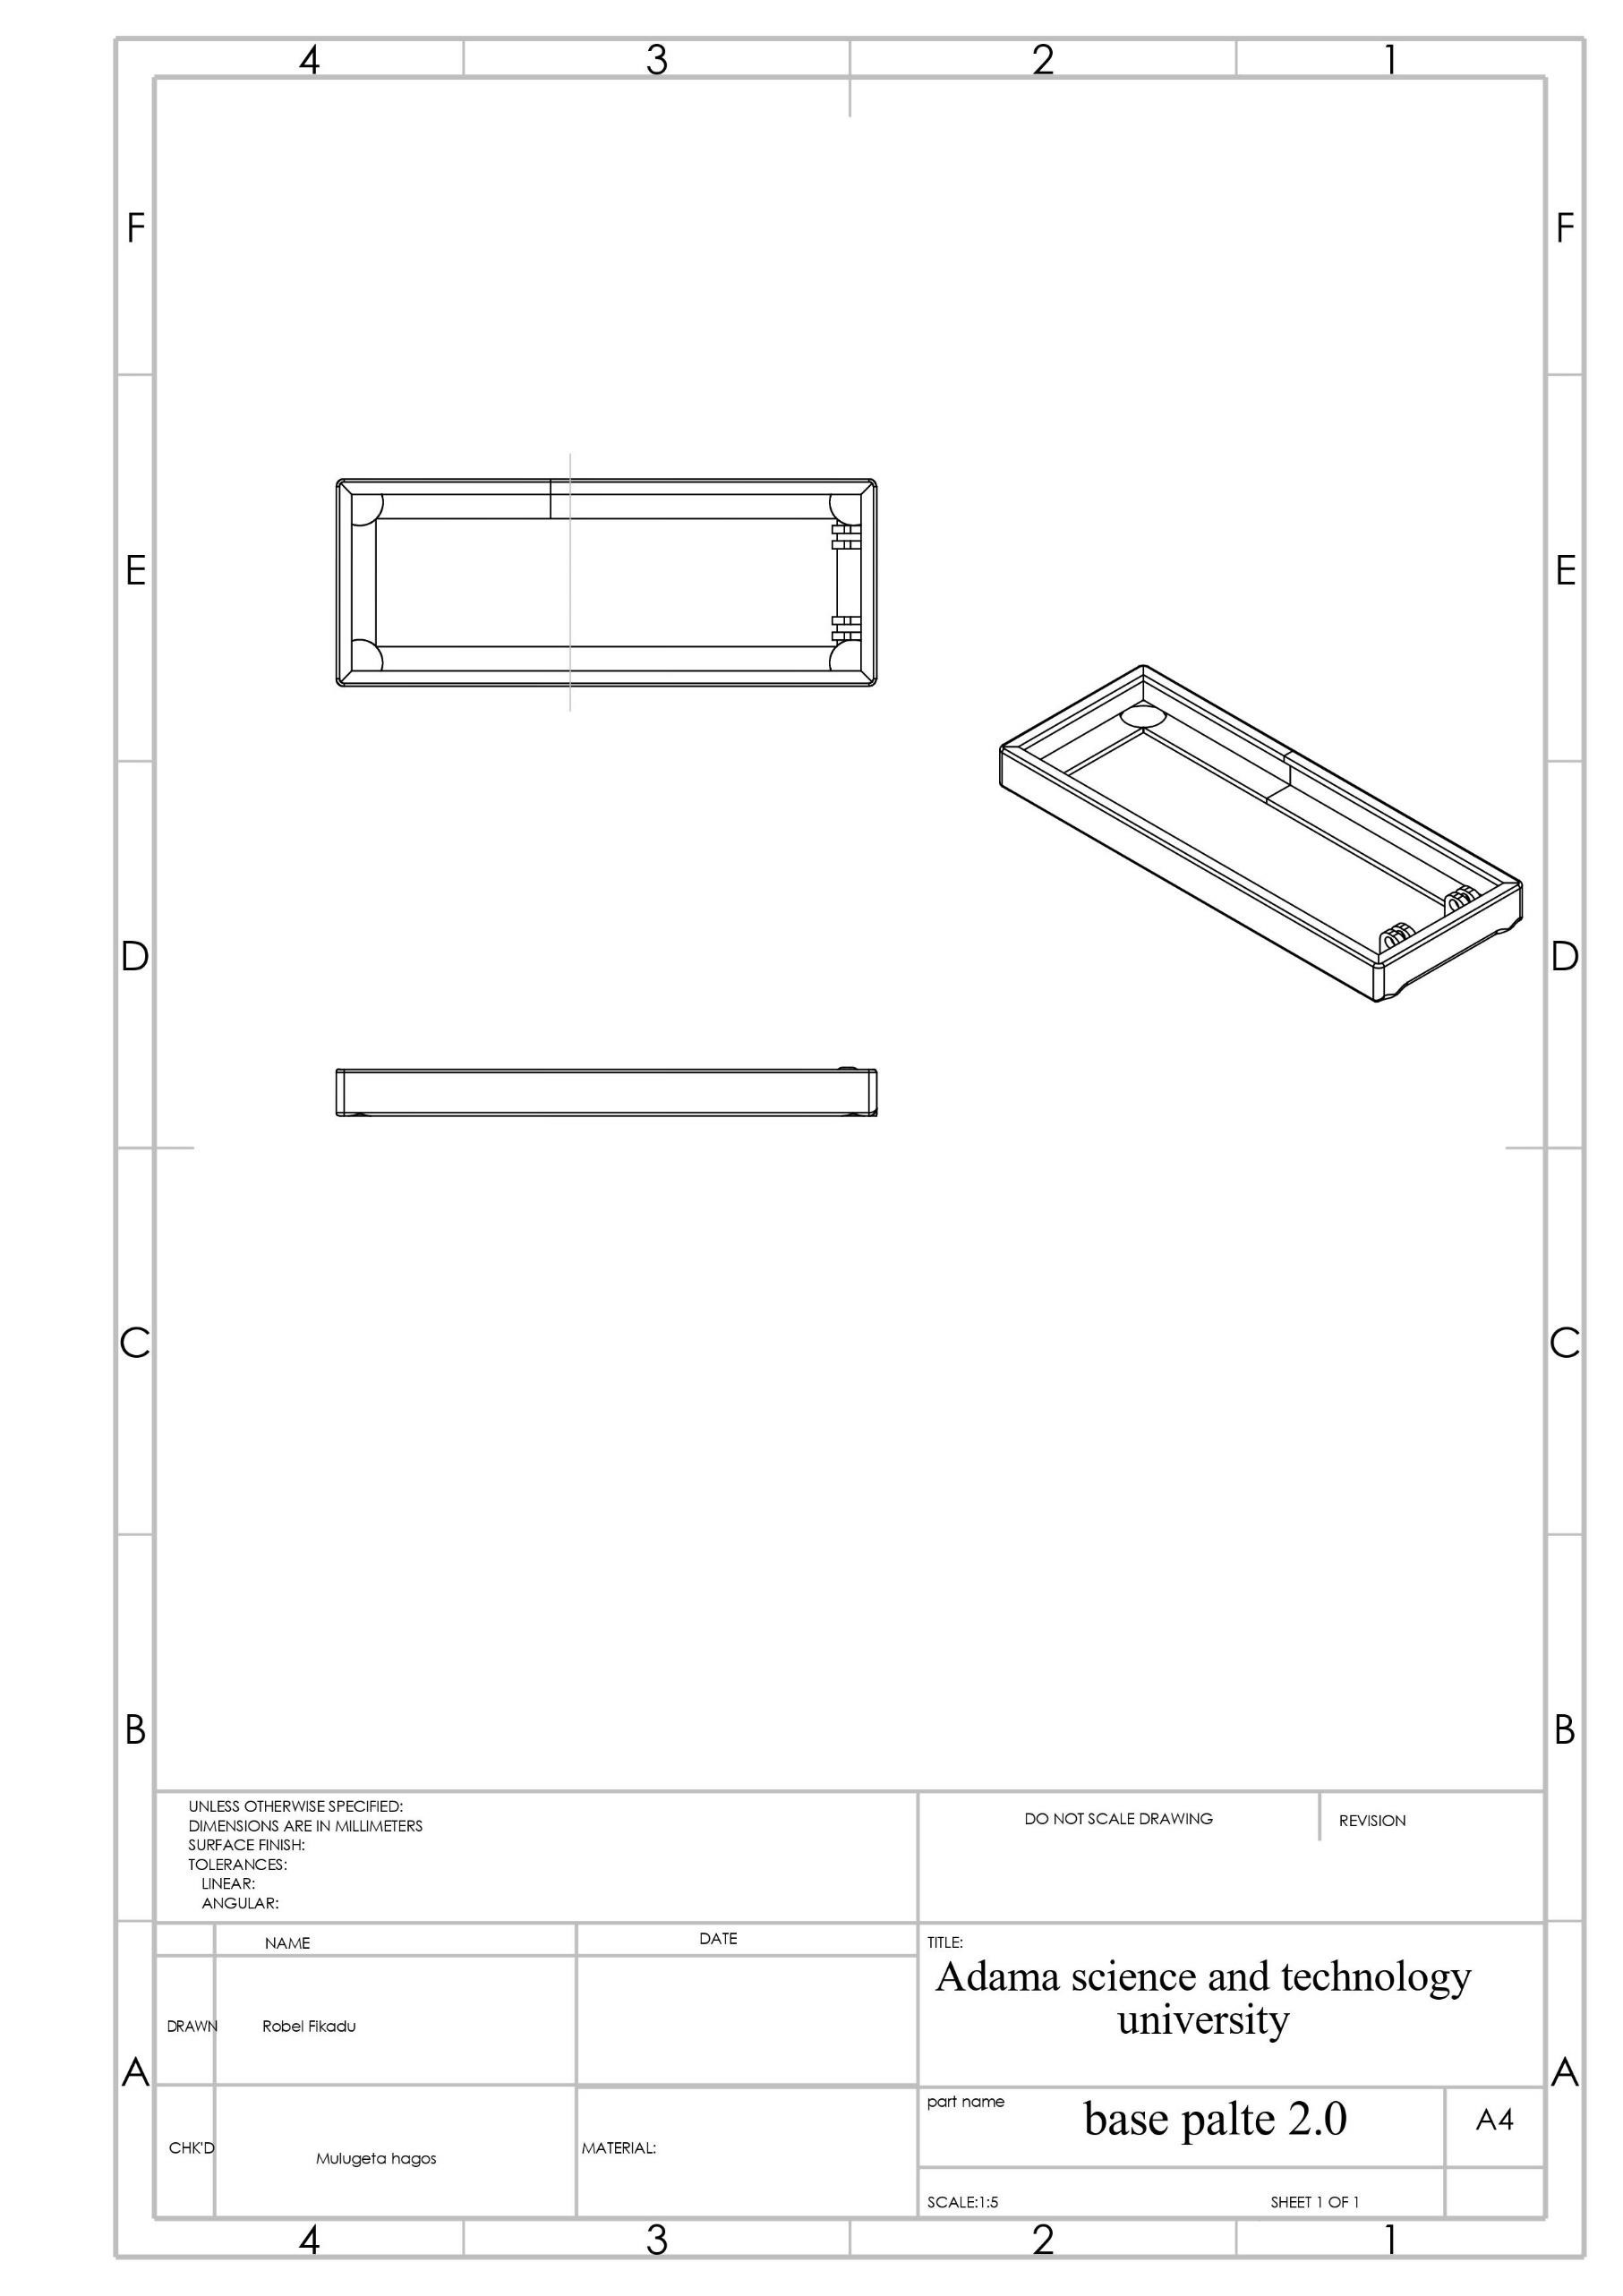 4 3 2 1
F F
E E
D D
C C
B B
UNLESS OTHERWISE SPECIFIED:
DIMENSIONS ARE IN MILLIMETERS
SURFACE FINISH:
TOLERANCES:
LINEAR:
ANGULAR:
DO NOT SCALE DRAWING
REVISION
NAME
DATE
TITLE:
Adama science and technology
university
DRAWN
Robel Fikadu
A A
part name
base palte 2.0
A4
CHK'D
Mulugeta hagos
MATERIAL:
SCALE:1:5
SHEET 1 OF 1
4 3 2 1